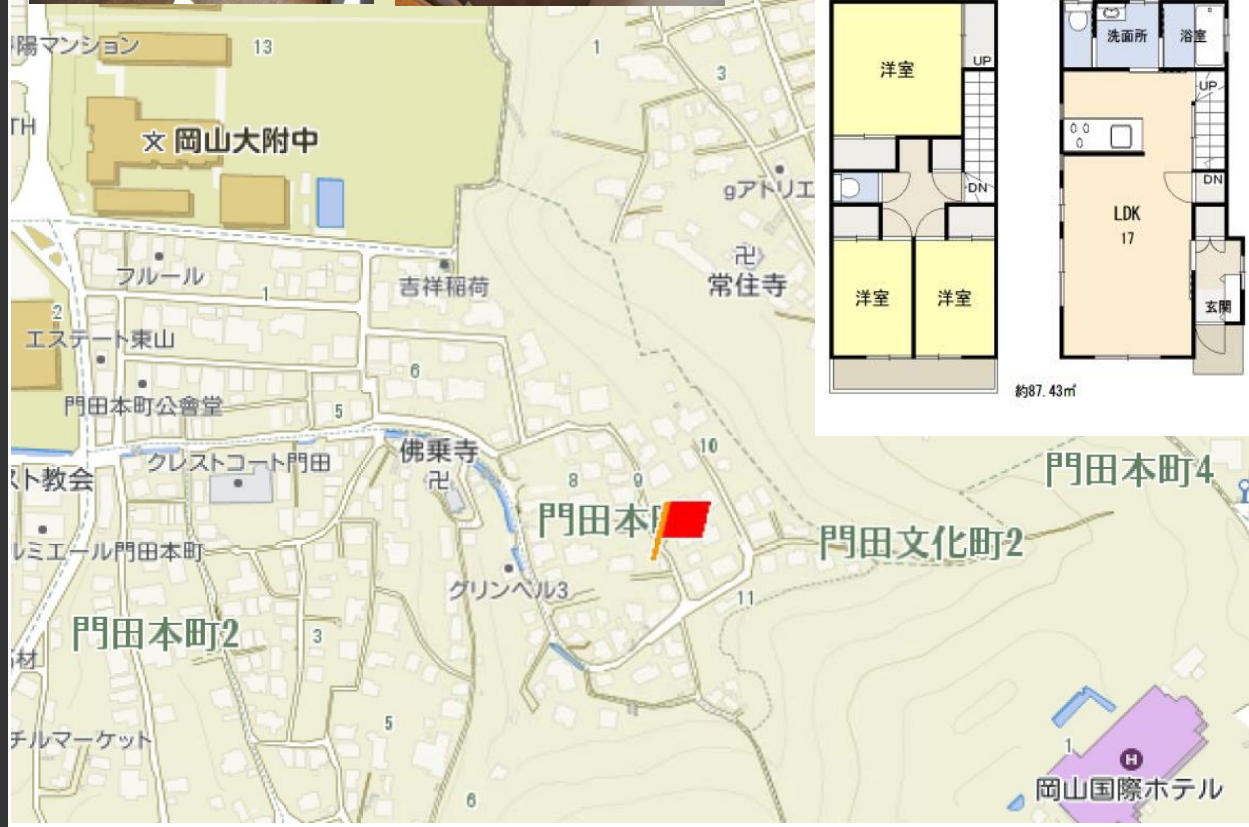 陽マンション
13
1
3
TH
岡山大附中
gアトリエ
常住寺
フルール
1
吉祥稲荷
2
エステート東山
6
門田本町公會堂
5
佛乗寺
クレストコート門田
スト教会
8
9
10
門田本町
門田文化町2
門田本町4
ルミエール門田本町
グリンベル3
11
門田本町2
3
材
5
チルマーケット
6
1
H
岡山国際ホテル
洋室
UP
DN
洋室
洋室
洗面所
浴室
UP
DN
LDK
17
玄関
約87.43㎡